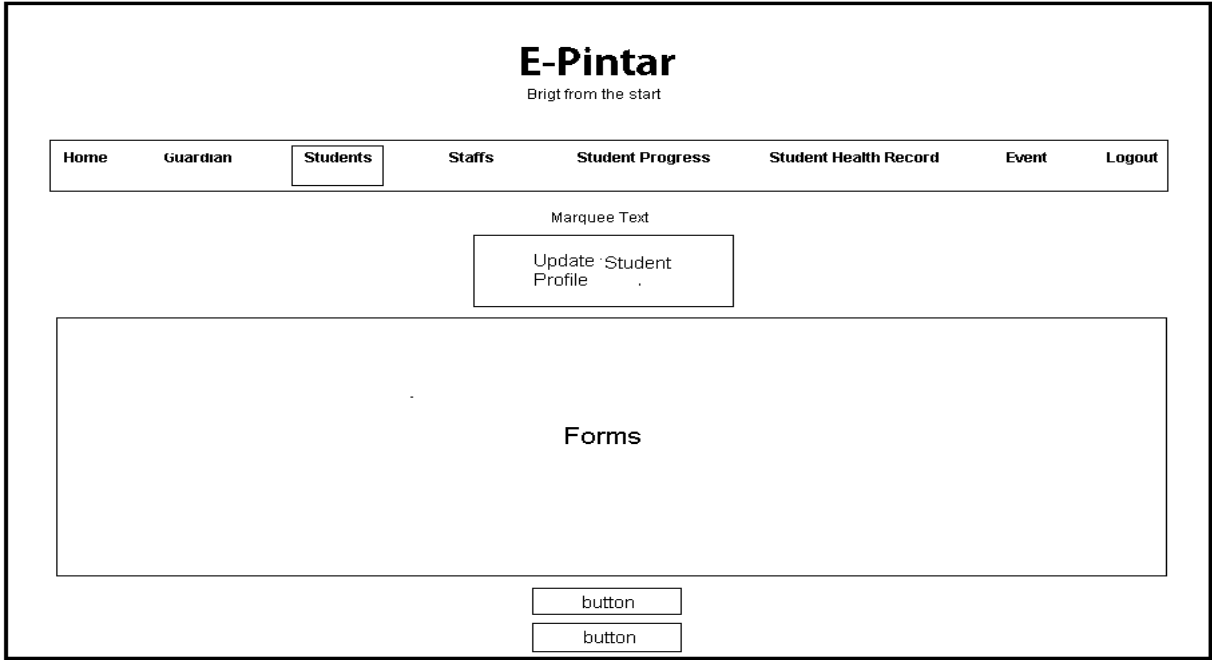 E-Pintar
Brigt from the start
Home Guardian Students Staffs Student Progress Student Health Record Event Logout
Marquee Text
Update Student
Profile
Forms
button
button